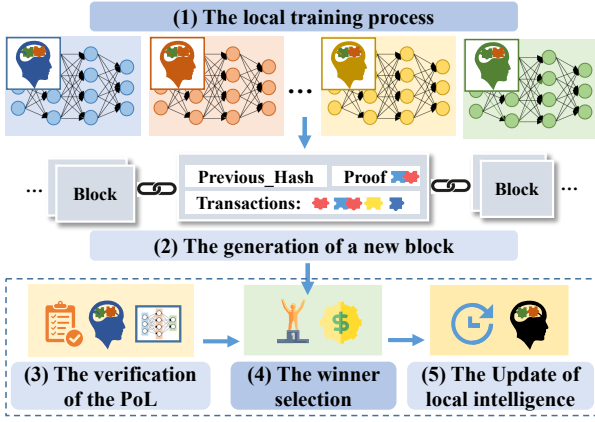 (1) The local training process
...
Previous_Hash
Proof
Transactions:
...
Block
Block
...
(2) The generation of a new block
1
$
(3) The verification
of the PoL
(4) The winner
selection
(5) The Update of
local intelligence